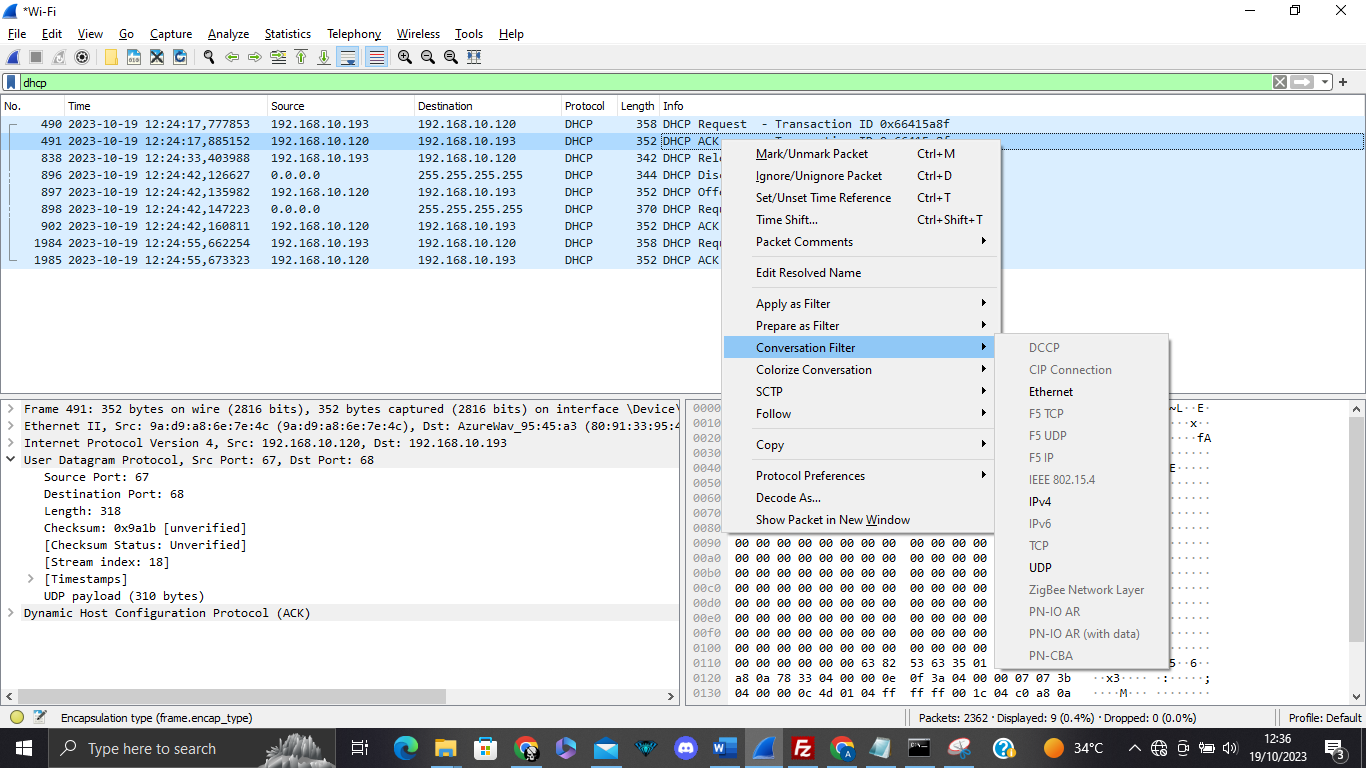 *Wi-Fi
File Edit View Go Capture Analyze Statistics Telephony Wireless Tools Help
dhcp
No. Time Source Destination Protocol Length Info
490 2023-10-19 12:24:17,777853 192.168.10.193 192.168.10.120 DHCP 358 DHCP Request - Transaction ID 0x66415a8f
491 2023-10-19 12:24:17,885152 192.168.10.120 192.168.10.193 DHCP 352 DHCP ACK
838 2023-10-19 12:24:33,403988 192.168.10.193 192.168.10.120 DHCP 342 DHCP Rel
896 2023-10-19 12:24:42,126627 0.0.0.0 255.255.255.255 DHCP 344 DHCP Dis
897 2023-10-19 12:24:42,135982 192.168.10.120 192.168.10.193 DHCP 352 DHCP Off
898 2023-10-19 12:24:42,147223 0.0.0.0 255.255.255.255 DHCP 370 DHCP Req
902 2023-10-19 12:24:42,160811 192.168.10.120 192.168.10.193 DHCP 352 DHCP ACK
1984 2023-10-19 12:24:55,662254 192.168.10.193 192.168.10.120 DHCP 358 DHCP Req
1985 2023-10-19 12:24:55,673323 192.168.10.120 192.168.10.193 DHCP 352 DHCP ACK
Mark/Unmark Packet Ctrl+M
Ignore/Unignore Packet Ctrl+D
Set/Unset Time Reference Ctrl+T
Time Shift... Ctrl+Shift+T
Packet Comments
Edit Resolved Name
Apply as Filter
Prepare as Filter
Conversation Filter
Colorize Conversation
SCTP
Follow
Copy
Protocol Preferences
Decode As...
Show Packet in New Window
DCCP
CIP Connection
Ethernet
F5 TCP
F5 UDP
F5 IP
IEEE 802.15.4
IPv4
IPv6
TCP
UDP
ZigBee Network Layer
PN-IO AR
PN-IO AR (with data)
PN-CBA
Frame 491: 352 bytes on wire (2816 bits), 352 bytes captured (2816 bits) on interface \Device\
Ethernet II, Src: 9a:d9:a8:6e:7e:4c (9a:d9:a8:6e:7e:4c), Dst: AzureWav_95:45:a3 (80:91:33:95:4
Internet Protocol Version 4, Src: 192.168.10.120, Dst: 192.168.10.193
User Datagram Protocol, Src Port: 67, Dst Port: 68
Source Port: 67
Destination Port: 68
Length: 318
Checksum: 0x9a1b [unverified]
[Checksum Status: Unverified]
[Stream index: 18]
[Timestamps]
UDP payload (310 bytes)
Dynamic Host Configuration Protocol (ACK)
0000 ~L··E·
0010 x·
0020 fA
0030
0040 E
0050
0060
0070
0080
0090 00 00 00 00 00 00 00 00 00 00 00 00
00a0 00 00 00 00 00 00 00 00 00 00 00 00
00b0 00 00 00 00 00 00 00 00 00 00 00 00
00c0 00 00 00 00 00 00 00 00 00 00 00 00
00d0 00 00 00 00 00 00 00 00 00 00 00 00
00e0 00 00 00 00 00 00 00 00 00 00 00 00
00f0 00 00 00 00 00 00 00 00 00 00 00 00
0100 00 00 00 00 00 00 00 00 00 00 00 00
0110 00 00 00 00 00 00 63 82 53 63 35 01 5 6
0120 a8 0a 78 33 04 00 00 0e 0f 3a 04 00 00 07 07 3b ··x3···· ·:·····;
0130 04 00 00 0c 4d 01 04 ff ff ff 00 1c 04 c0 a8 0a ····M··· ········
Encapsulation type (frame.encap_type)
Packets: 2362 · Displayed: 9 (0.4%) · Dropped: 0 (0.0%)
Profile: Default
Type here to search
34°C
12:36
19/10/2023
3